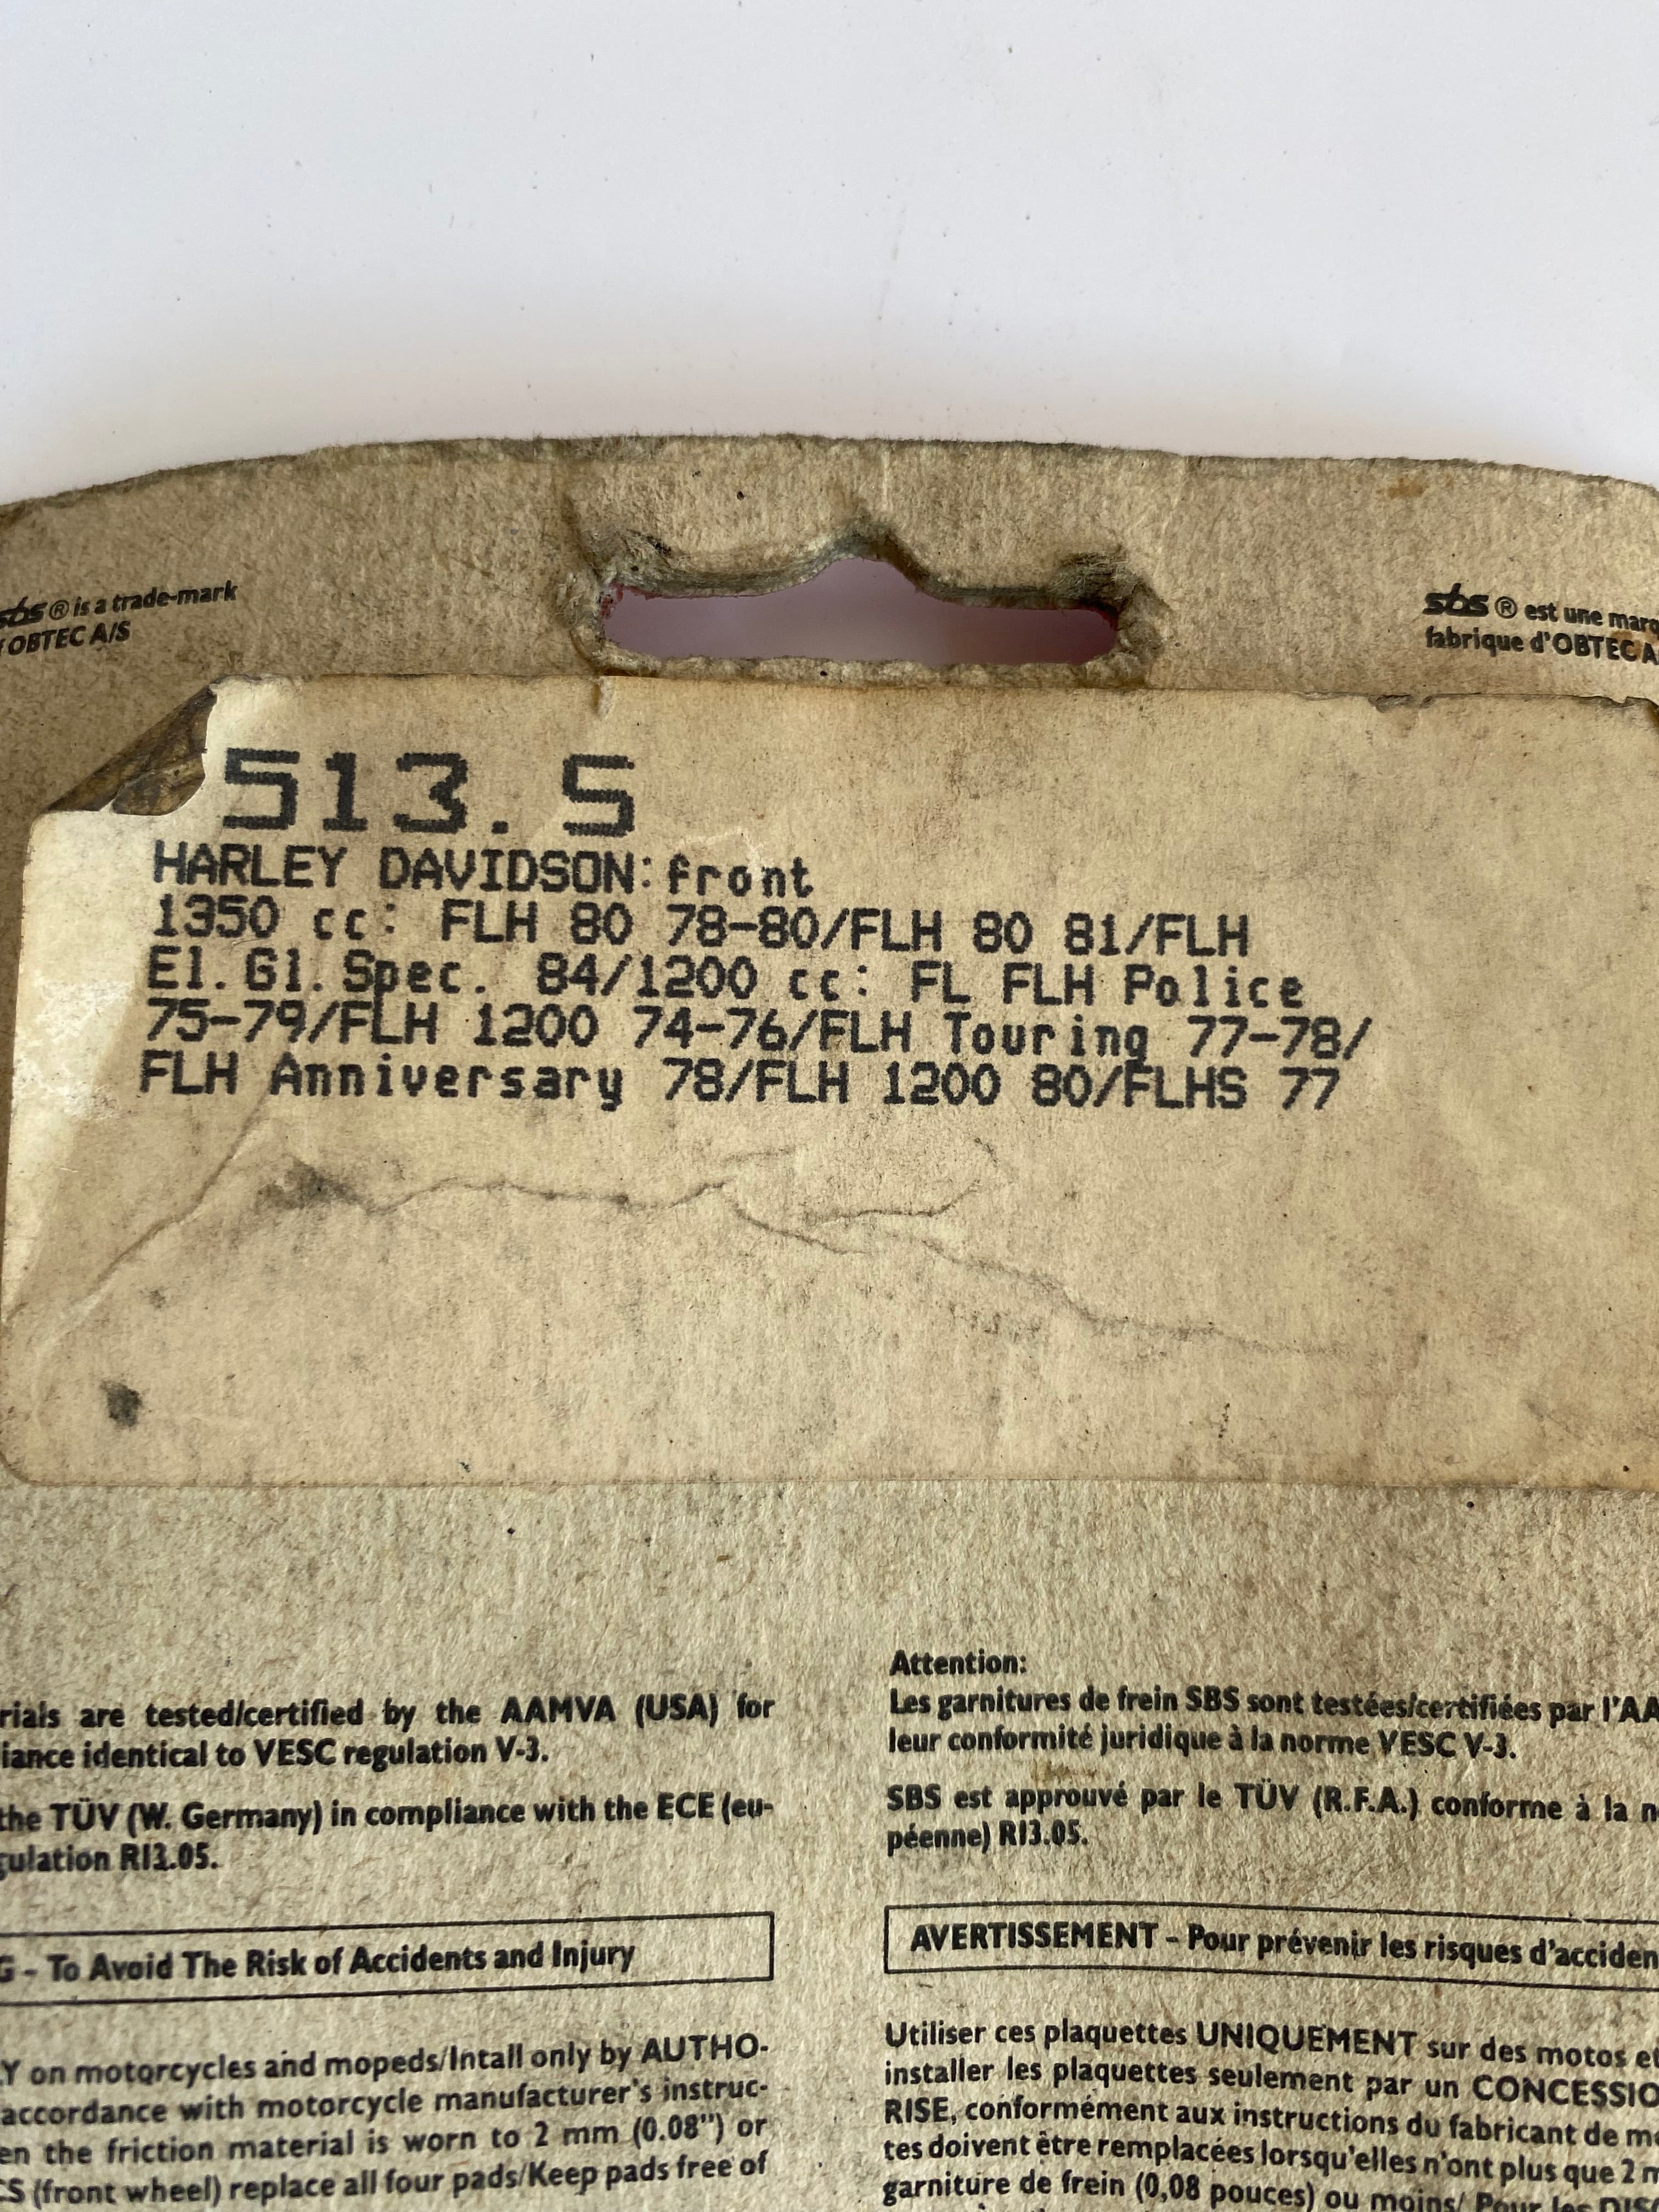 sbs ® is a trade-mark
OBTEC A/S
sbs ® est une
fabrique d'OBTEC
513.S
HARLEY DAVIDSON: front
1350 cc: FLH 80 78-80/FLH 80 81/FLH
El.Gl.Spec. 84/1200 cc: FL FLH Police
75-79/FLH 1200 74-76/FLH Touring 77-78/
FLH Anniversary 78/FLH 1200 80/FLHS 77
are tested/certified by the AAMVA (USA) for
identical to VESC regulation V-3.
the TÜV (W. Germany) in compliance with the ECE (eu-
R13.05.
- To Avoid The Risk of Accidents and Injury
on motorcycles and mopeds/Intall only by AUTHO-
accordance with motorcycle manufacturer's instruc-
the friction material is worn to 2 mm (0.08") or
(front wheel) replace all four pads/Keep pads free of
Attention:
Les garnitures de frein SBS sont testées/certifiées par
leur conformité juridique à la norme VESC V-3.
SBS est approuvé par le TÜV (R.F.A.) conforme à la
péenne) R13.05.
AVERTISSEMENT - Pour prévenir les risques
Utiliser ces plaquettes UNIQUEMENT sur des motos et
installer les plaquettes seulement par un
RISE, conformément aux instructions du fabricant de
tes doivent être remplacées lorsqu'elles n'ont plus que 2
garniture de frein (0,08 pouces) ou moins/ Pour les